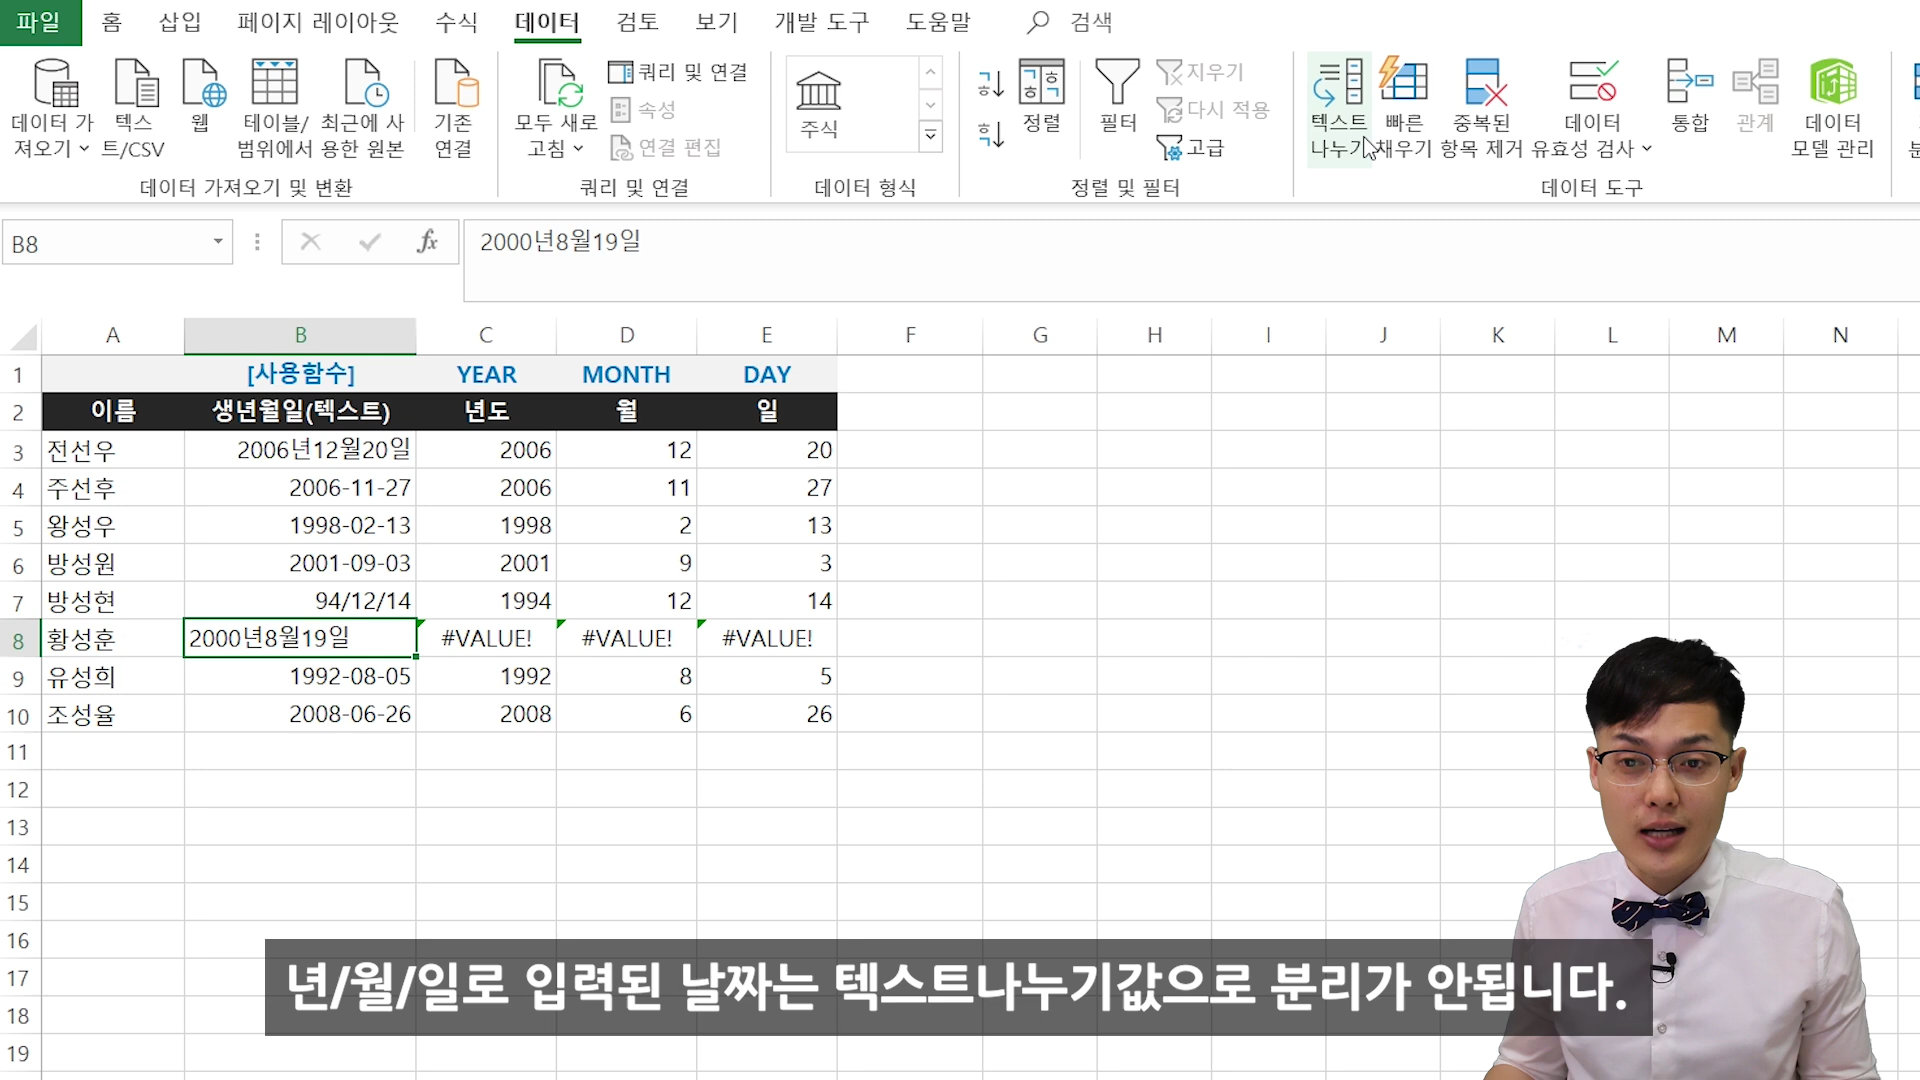 파일 홈 삽입 페이지 레이아웃 수식 데이터 검토 보기 개발 도구 도움말 검색
데이터 가져오기
텍스트/CSV
웹
테이블/범위에서
최근에 사용한 원본
기존 연결
데이터 가져오기 및 변환
모두 새로 고침
쿼리 및 연결
속성
연결 편집
쿼리 및 연결
주식
데이터 형식
정렬
필터
지우기
다시 적용
고급
정렬 및 필터
텍스트 나누기
빠른 채우기
중복된 항목 제거
데이터 유효성 검사
통합
관계
데이터 모델 관리
데이터 도구
B8 fx 2000년8월19일
A B C D E F G H I J K L M N
1 [사용함수] YEAR MONTH DAY
2 이름 생년월일(텍스트) 년도 월 일
3 전선우 2006년12월20일 2006 12 20
4 주선후 2006-11-27 2006 11 27
5 왕성우 1998-02-13 1998 2 13
6 방성원 2001-09-03 2001 9 3
7 방성현 94/12/14 1994 12 14
8 황성훈 2000년8월19일 #VALUE! #VALUE! #VALUE!
9 유성희 1992-08-05 1992 8 5
10 조성율 2008-06-26 2008 6 26
11
12
13
14
15
16
17
18
19
년/월/일로 입력된 날짜는 텍스트나누기값으로 분리가 안됩니다.